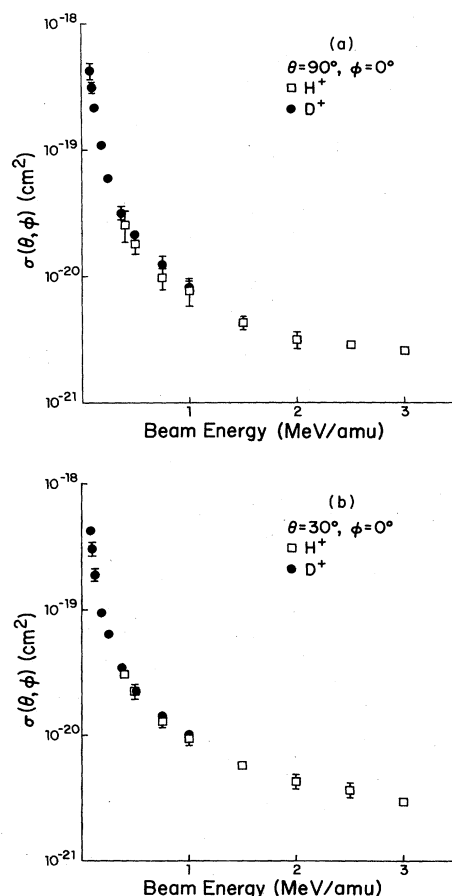 10⁻¹⁸
(a)
θ=90°, φ=0°
□ H⁺
● D⁺
10⁻¹⁹
σ(θ,φ) (cm²)
10⁻²⁰
10⁻²¹
1 2 3
Beam Energy (MeV/amu)
10⁻¹⁸
(b)
θ=30°, φ=0°
□ H⁺
● D⁺
10⁻¹⁹
σ(θ,φ) (cm²)
10⁻²⁰
10⁻²¹
1 2 3
Beam Energy (MeV/amu)